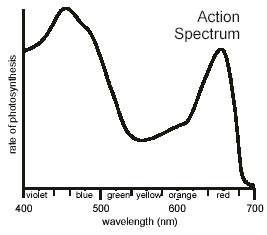 Action
Spectrum
rate of photosynthesis
violet blue green yellow orange red
400 500 600 700
wavelength (nm)